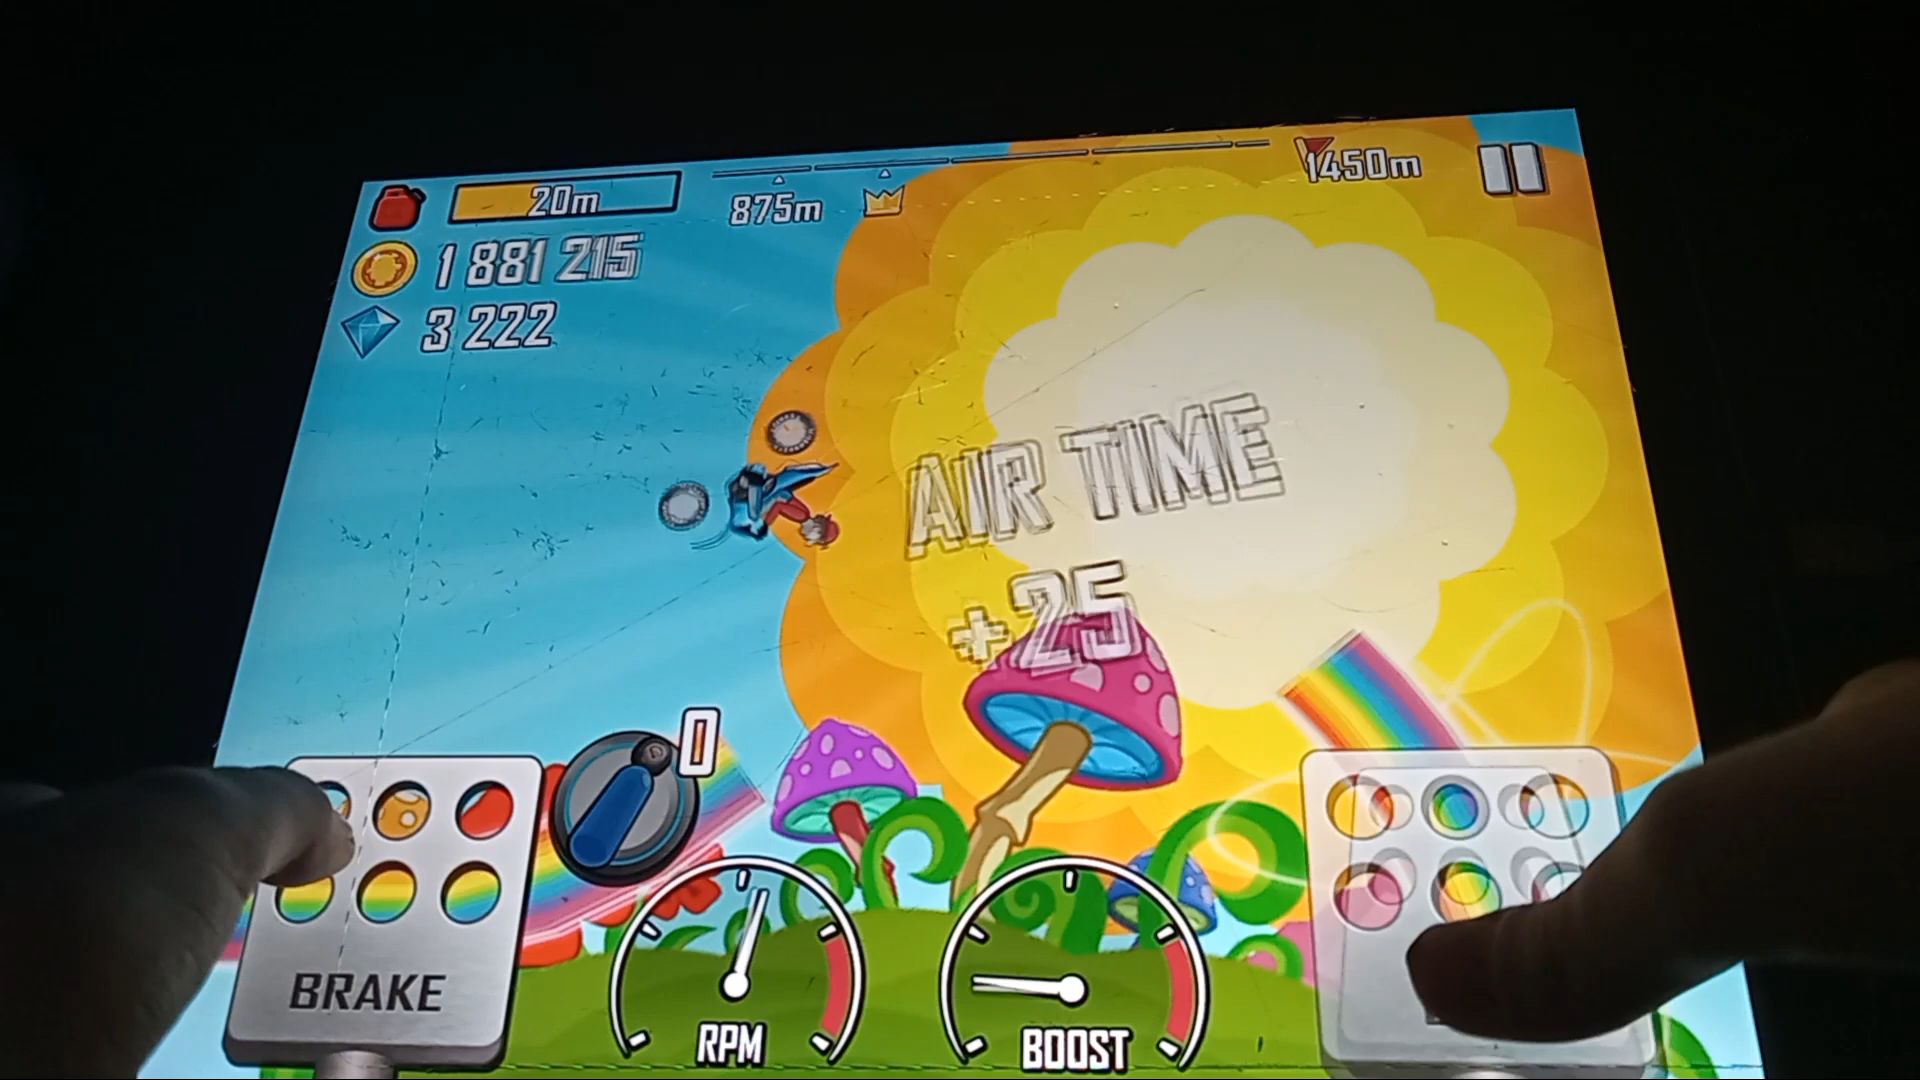 20m
875m
1450m
1 881 215
3 222
AIR TIME
+25
0
BRAKE
RPM
BOOST